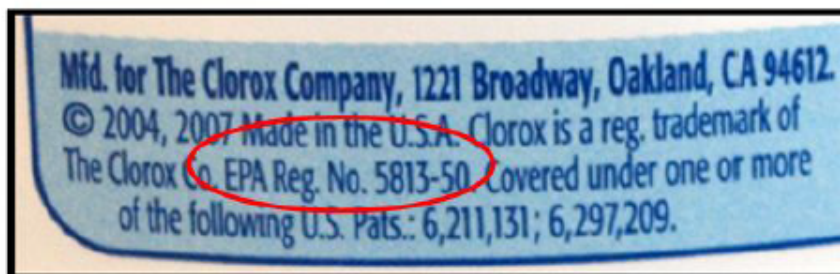 Mfd. for The Clorox Company, 1221 Broadway, Oakland, CA 94612.
© 2004, 2007 Made in the U.S.A. Clorox is a reg. trademark of
The Clorox Co. EPA Reg. No. 5813-50. Covered under one or more
of the following U.S. Pats.: 6,211,131; 6,297,209.